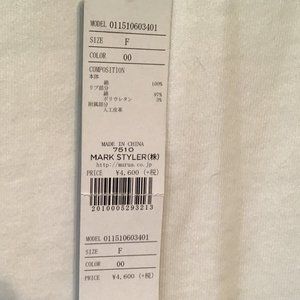 MODEL 011510603401
SIZE F
COLOR 00
COMPOSITION
本体
綿 100%
リブ部分
綿 97%
ポリウレタン 3%
附属部分
人工皮革
MADE IN CHINA
7510
MARK STYLER(株)
http://marua.co.jp
PRICE ¥4,600 (+税)
2010005293213
MODEL 011510603401
SIZE F
COLOR 00
PRICE ¥4,600 (+税)